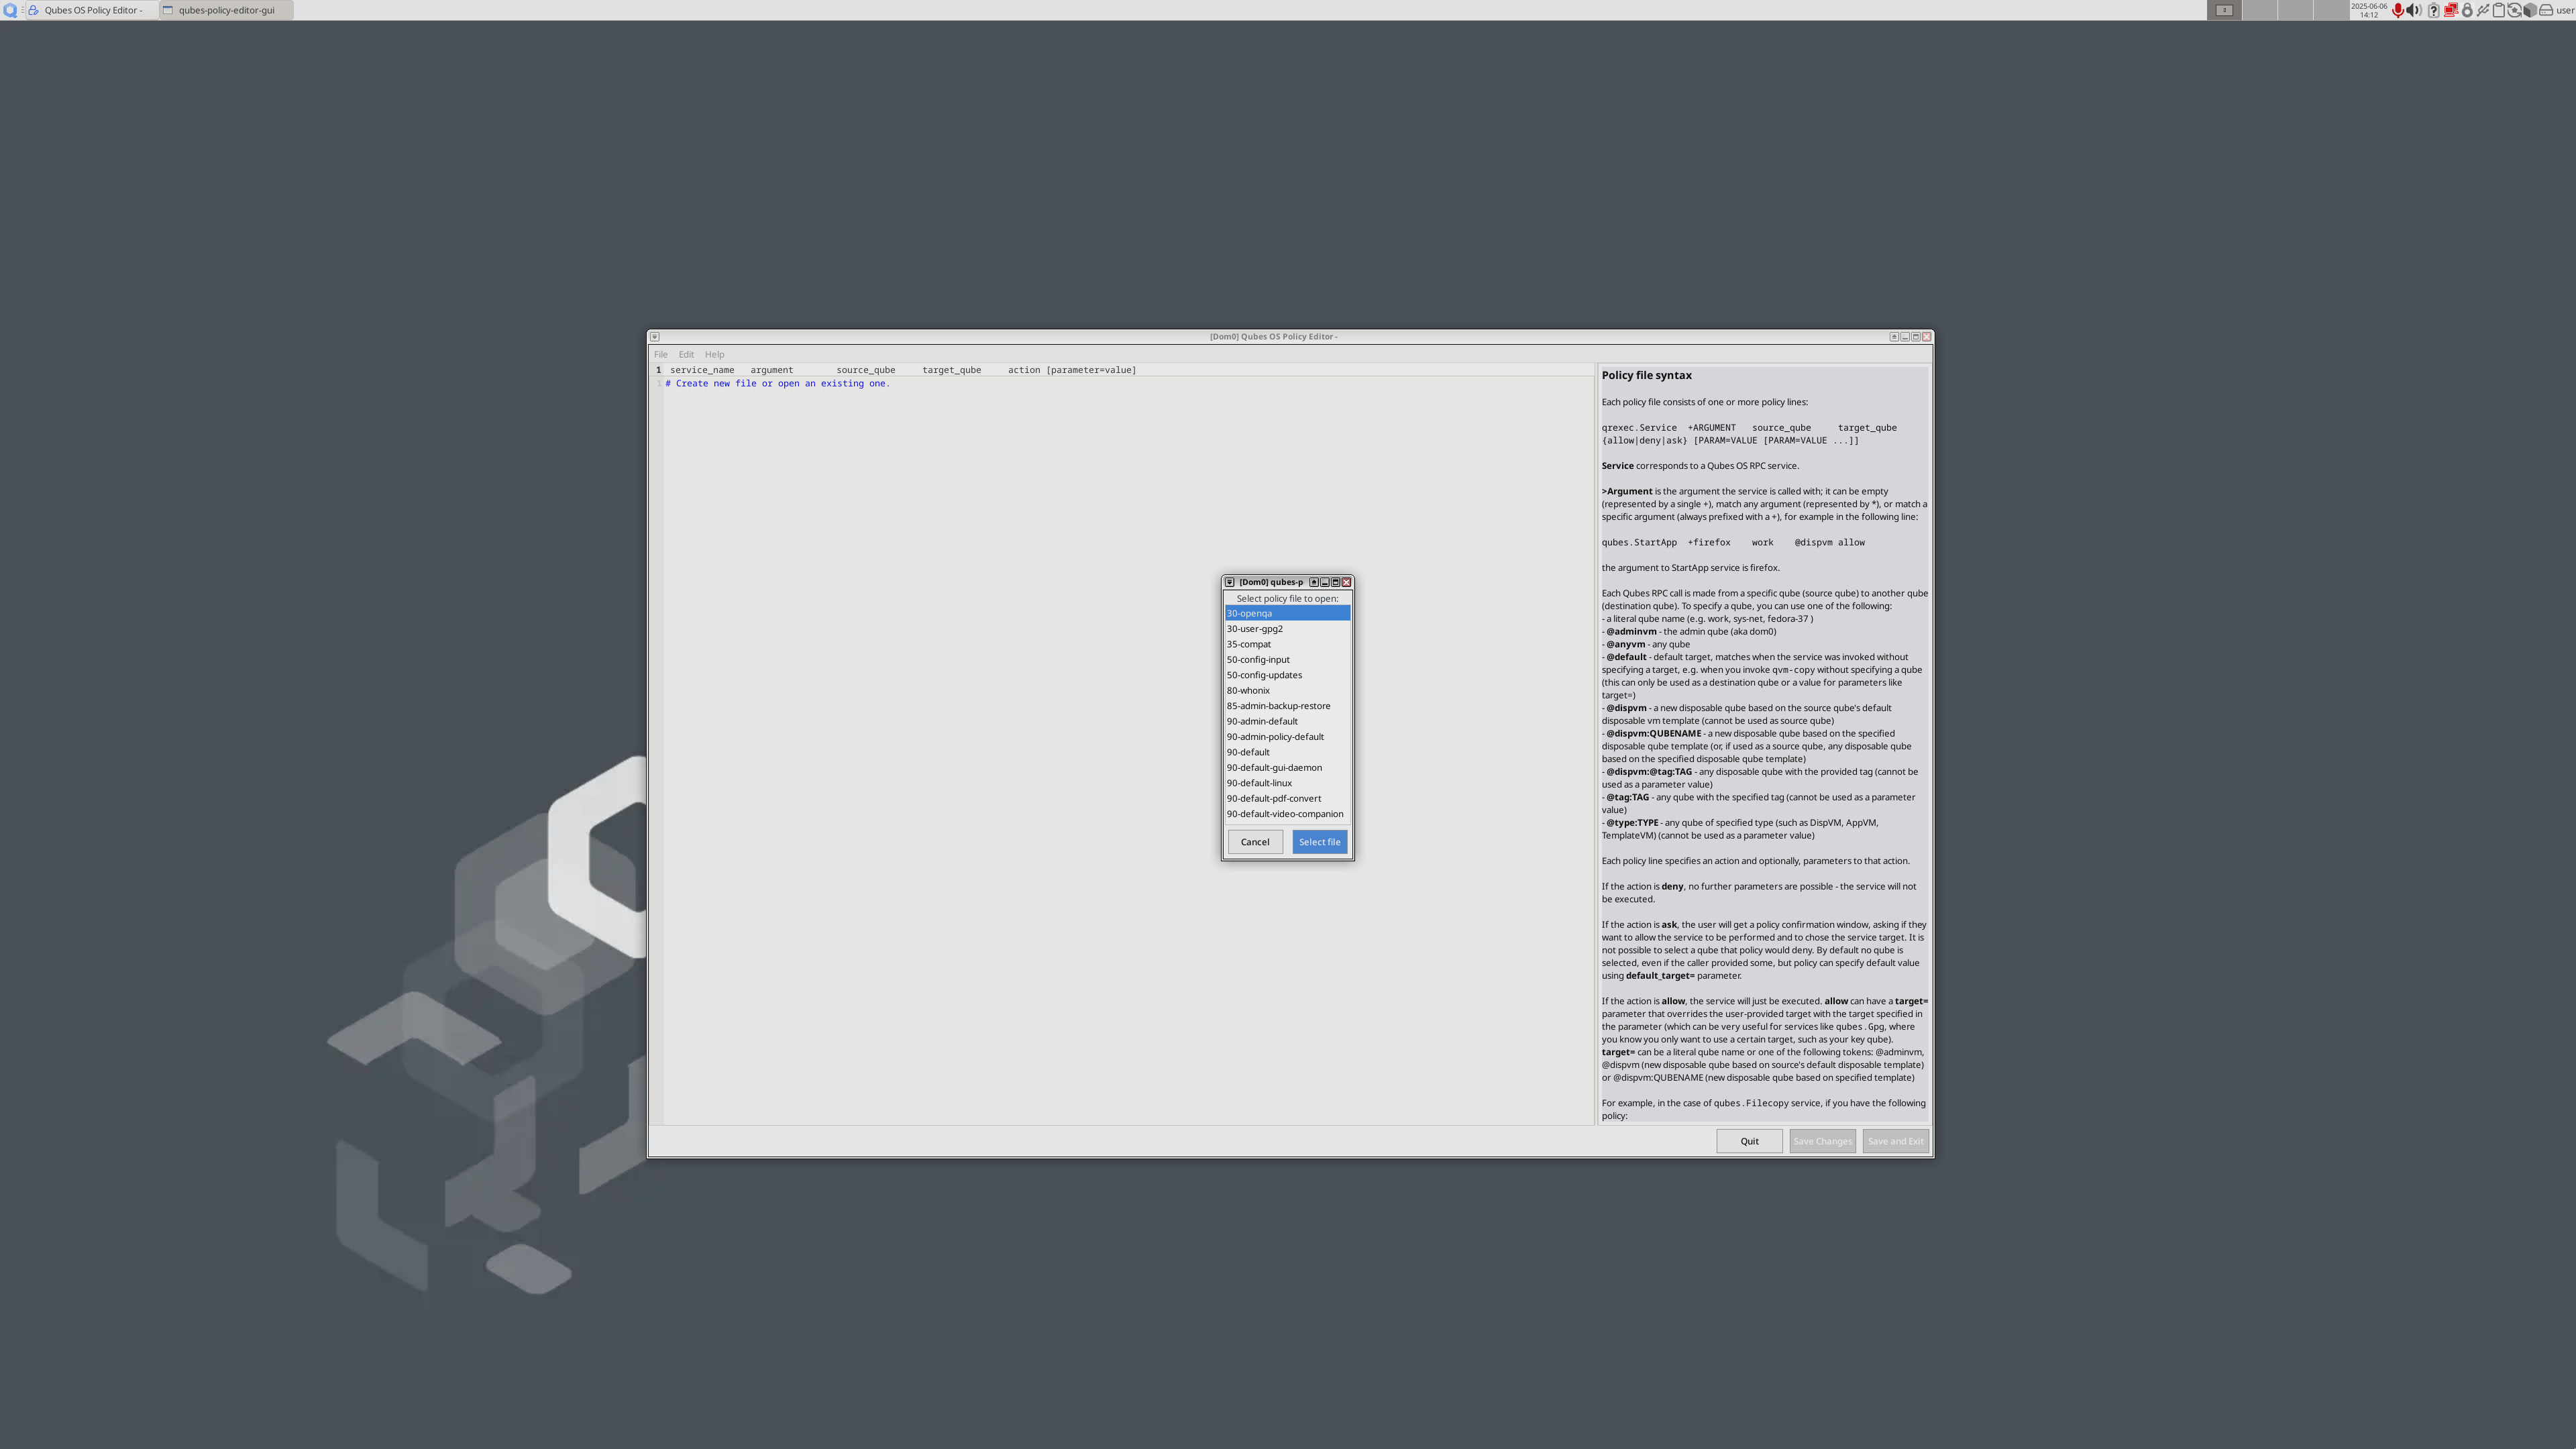 Qubes OS Policy Editor -
qubes-policy-editor-gui
2025-06-06
14:12
user
[Dom0] Qubes OS Policy Editor -
File Edit Help
1 service_name argument source_qube target_qube action [parameter=value]
1 # Create new file or open an existing one.
[Dom0] qubes-p
Select policy file to open:
30-openqa
30-user-gpg2
35-compat
50-config-input
50-config-updates
80-whonix
85-admin-backup-restore
90-admin-default
90-admin-policy-default
90-default
90-default-gui-daemon
90-default-linux
90-default-pdf-convert
90-default-video-companion
Cancel
Select file
Policy file syntax
Each policy file consists of one or more policy lines:
qrexec.Service +ARGUMENT source_qube target_qube
{allow|deny|ask} [PARAM=VALUE [PARAM=VALUE ...]]
Service corresponds to a Qubes OS RPC service.
>Argument is the argument the service is called with; it can be empty
(represented by a single +), match any argument (represented by *), or match a
specific argument (always prefixed with a +), for example in the following line:
qubes.StartApp +firefox work @dispvm allow
the argument to StartApp service is firefox.
Each Qubes RPC call is made from a specific qube (source qube) to another qube
(destination qube). To specify a qube, you can use one of the following:
- a literal qube name (e.g. work, sys-net, fedora-37 )
- @adminvm - the admin qube (aka dom0)
- @anyvm - any qube
- @default - default target, matches when the service was invoked without
specifying a target, e.g. when you invoke qvm-copy without specifying a qube
(this can only be used as a destination qube or a value for parameters like
target=)
- @dispvm - a new disposable qube based on the source qube's default
disposable vm template (cannot be used as source qube)
- @dispvm:QUBENAME - a new disposable qube based on the specified
disposable qube template (or, if used as a source qube, any disposable qube
based on the specified disposable qube template)
- @dispvm:@tag:TAG - any disposable qube with the provided tag (cannot be
used as a parameter value)
- @tag:TAG - any qube with the specified tag (cannot be used as a parameter
value)
- @type:TYPE - any qube of specified type (such as DispVM, AppVM,
TemplateVM) (cannot be used as a parameter value)
Each policy line specifies an action and optionally, parameters to that action.
If the action is deny, no further parameters are possible - the service will not
be executed.
If the action is ask, the user will get a policy confirmation window, asking if they
want to allow the service to be performed and to chose the service target. It is
not possible to select a qube that policy would deny. By default no qube is
selected, even if the caller provided some, but policy can specify default value
using default_target= parameter.
If the action is allow, the service will just be executed. allow can have a target=
parameter that overrides the user-provided target with the target specified in
the parameter (which can be very useful for services like qubes.Gpg, where
you know you only want to use a certain target, such as your key qube).
target= can be a literal qube name or one of the following tokens: @adminvm,
@dispvm (new disposable qube based on source's default disposable template)
or @dispvm:QUBENAME (new disposable qube based on specified template)
For example, in the case of qubes.Filecopy service, if you have the following
policy:
Quit
Save Changes
Save and Exit